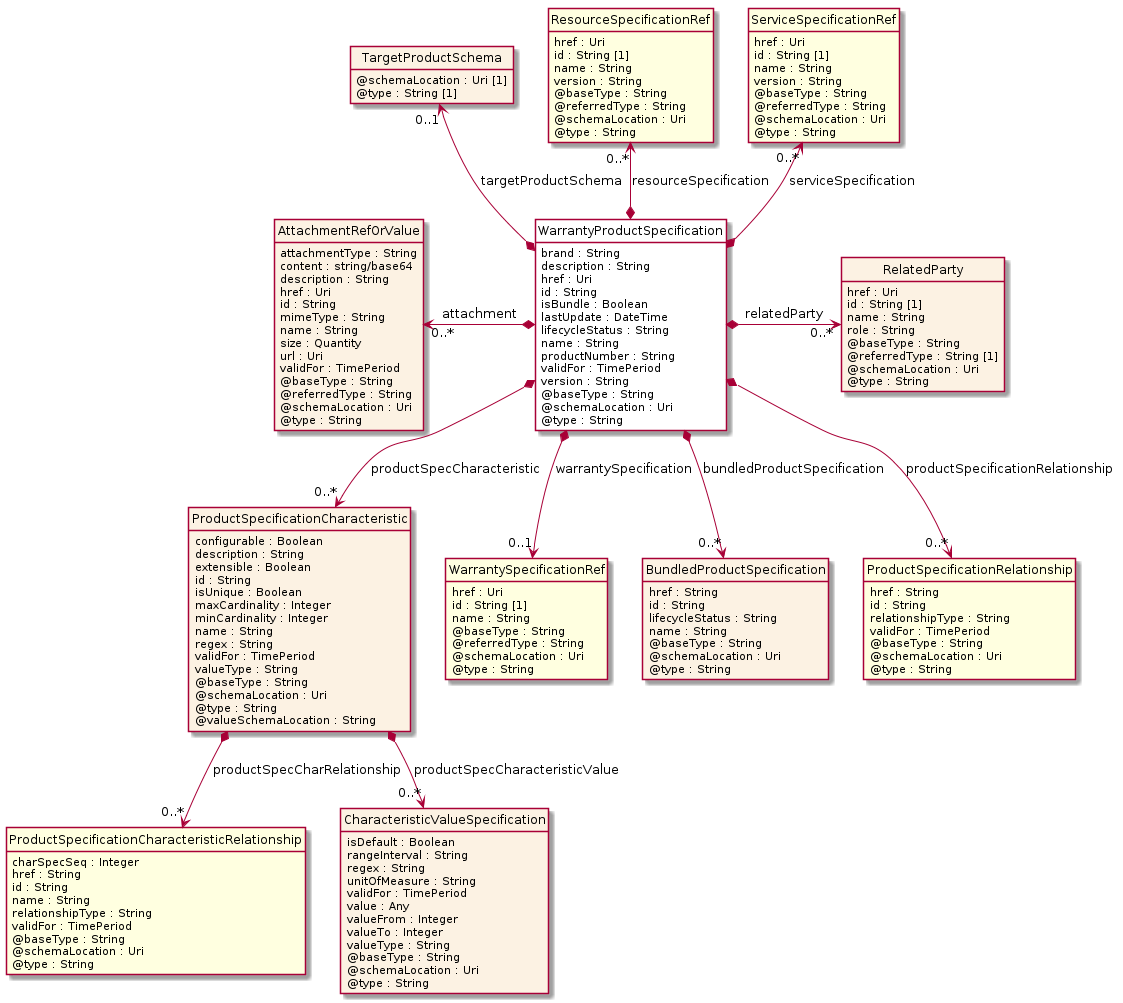 ResourceSpecificationRef
href : Uri
id : String [1]
name : String
version : String
@baseType : String
@referredType : String
@schemaLocation : Uri
@type : String
ServiceSpecificationRef
href : Uri
id : String [1]
name : String
version : String
@baseType : String
@referredType : String
@schemaLocation : Uri
@type : String
TargetProductSchema
@schemaLocation : Uri [1]
@type : String [1]
0..1
0..*
0..*
targetProductSchema
resourceSpecification
serviceSpecification
AttachmentRefOrValue
attachmentType : String
content : string/base64
description : String
href : Uri
id : String
mimeType : String
name : String
size : Quantity
url : Uri
validFor : TimePeriod
@baseType : String
@referredType : String
@schemaLocation : Uri
@type : String
attachment
0..*
WarrantyProductSpecification
brand : String
description : String
href : Uri
id : String
isBundle : Boolean
lastUpdate : DateTime
lifecycleStatus : String
name : String
productNumber : String
validFor : TimePeriod
version : String
@baseType : String
@schemaLocation : Uri
@type : String
relatedParty
0..*
RelatedParty
href : Uri
id : String [1]
name : String
role : String
@baseType : String
@referredType : String [1]
@schemaLocation : Uri
@type : String
productSpecCharacteristic
warrantySpecification
bundledProductSpecification
productSpecificationRelationship
0..*
0..1
0..*
0..*
ProductSpecificationCharacteristic
configurable : Boolean
description : String
extensible : Boolean
id : String
isUnique : Boolean
maxCardinality : Integer
minCardinality : Integer
name : String
regex : String
validFor : TimePeriod
valueType : String
@baseType : String
@schemaLocation : Uri
@type : String
@valueSchemaLocation : String
WarrantySpecificationRef
href : Uri
id : String [1]
name : String
@baseType : String
@referredType : String
@schemaLocation : Uri
@type : String
BundledProductSpecification
href : String
id : String
lifecycleStatus : String
name : String
@baseType : String
@schemaLocation : Uri
@type : String
ProductSpecificationRelationship
href : String
id : String
relationshipType : String
validFor : TimePeriod
@baseType : String
@schemaLocation : Uri
@type : String
productSpecCharRelationship
productSpecCharacteristicValue
0..*
0..*
ProductSpecificationCharacteristicRelationship
charSpecSeq : Integer
href : String
id : String
name : String
relationshipType : String
validFor : TimePeriod
@baseType : String
@schemaLocation : Uri
@type : String
CharacteristicValueSpecification
isDefault : Boolean
rangeInterval : String
regex : String
unitOfMeasure : String
validFor : TimePeriod
value : Any
valueFrom : Integer
valueTo : Integer
valueType : String
@baseType : String
@schemaLocation : Uri
@type : String